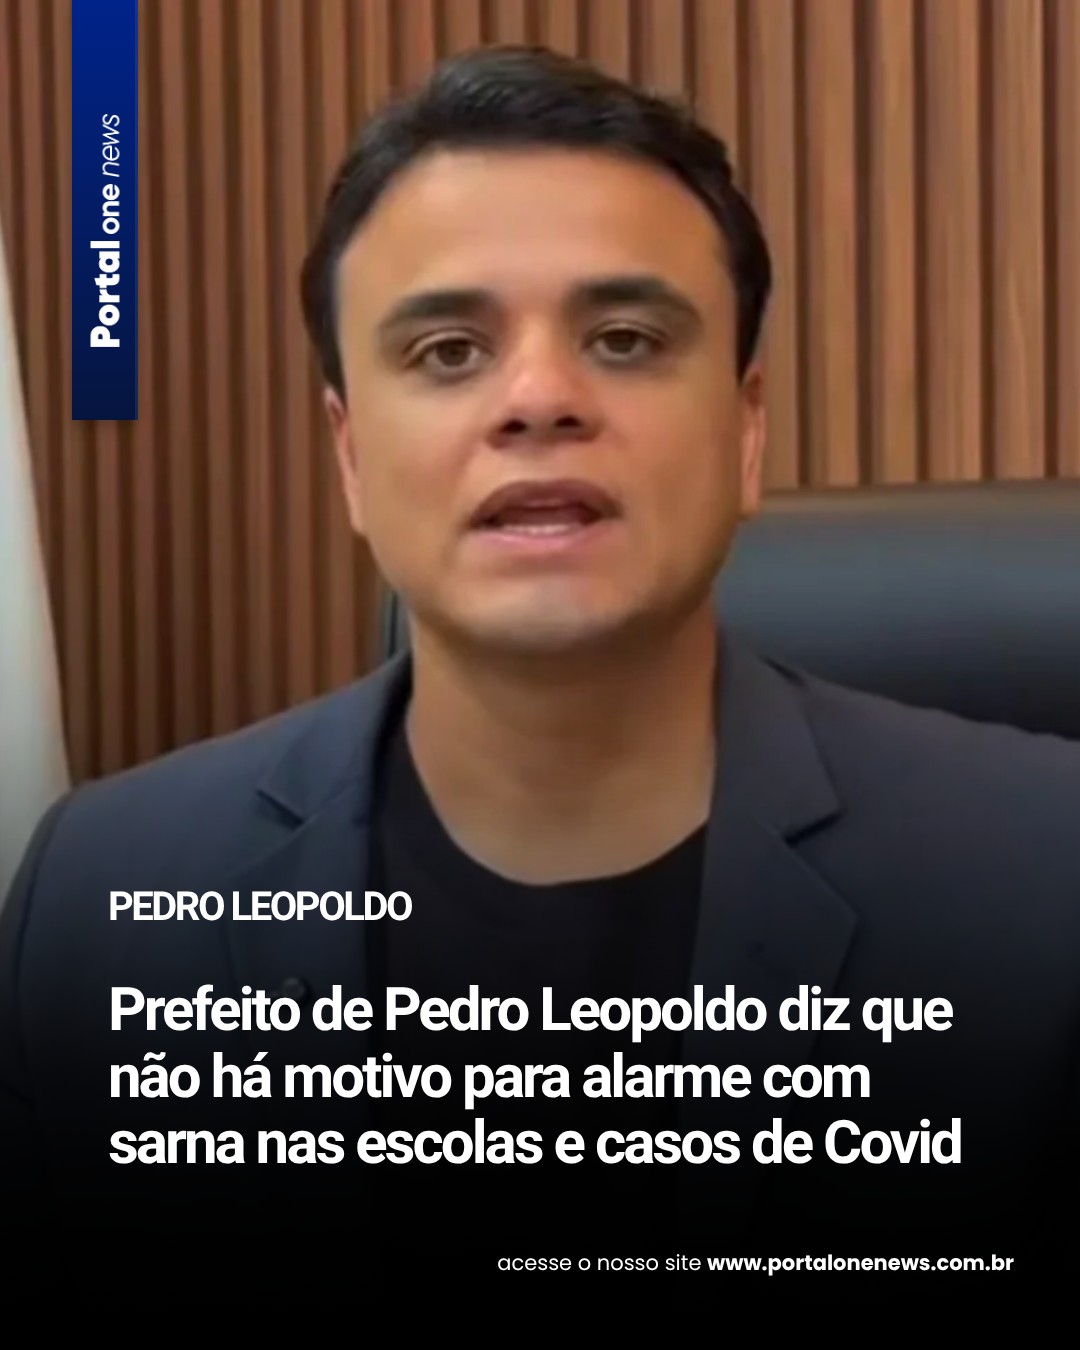 Portal one news
PEDRO LEOPOLDO
Prefeito de Pedro Leopoldo diz que
não há motivo para alarme com
sarna nas escolas e casos de Covid
acesse o nosso site www.portalonenews.com.br